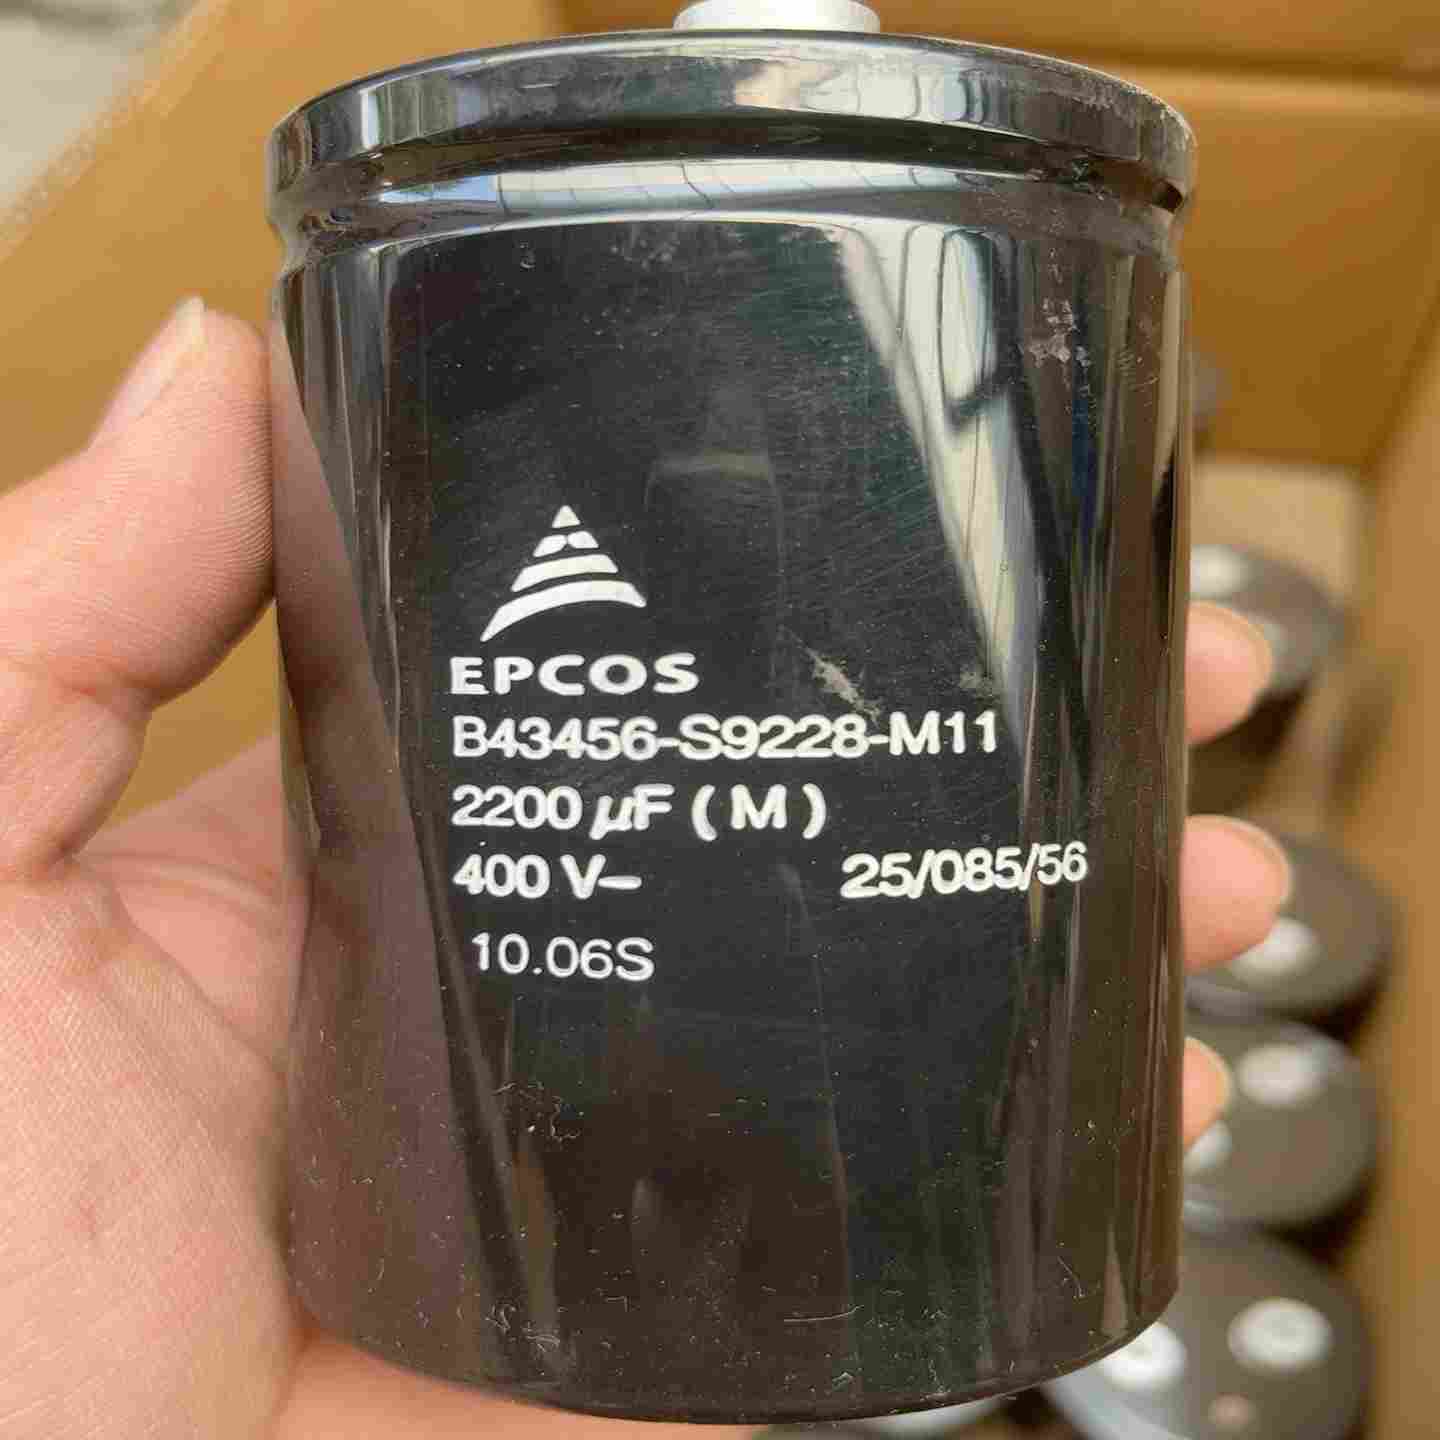 EPCOS
B43456-S9228-M11
2200 µF ( M )
400 V– 25/085/56
10.06S